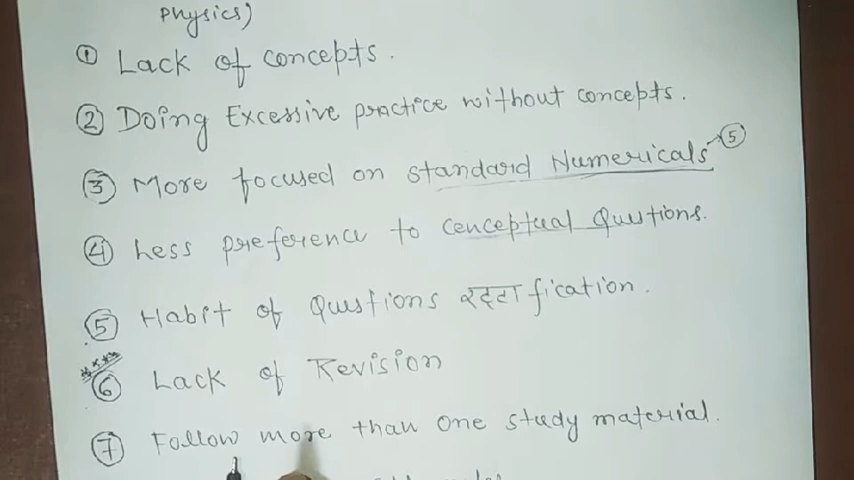 Physics)
① Lack of concepts.
② Doing Excessive practice without concepts.
③ More focused on standard Numericals → ⑤
④ Less preference to Cenceptual Questions.
⑤ Habit of Questions रट्टाfication.
⑥ Lack of Revision
⑦ Follow more than one study material.